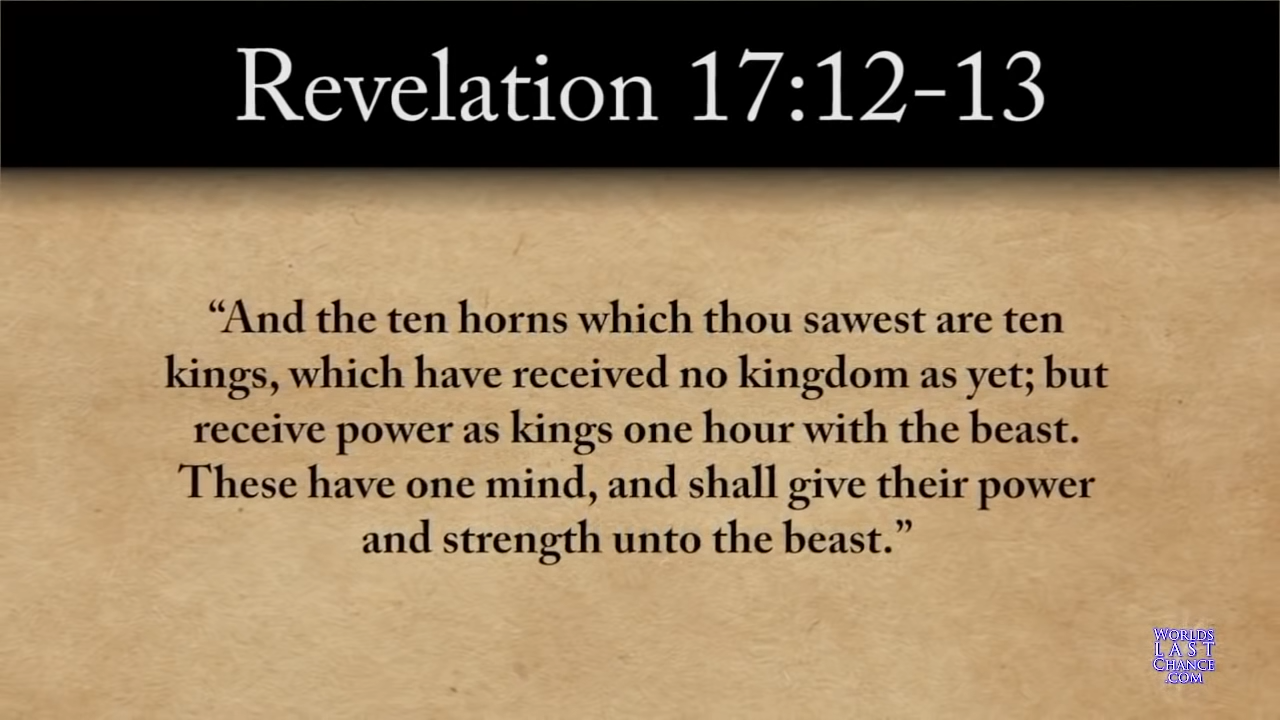 Revelation 17:12-13
“And the ten horns which thou sawest are ten
kings, which have received no kingdom as yet; but
receive power as kings one hour with the beast.
These have one mind, and shall give their power
and strength unto the beast.”
WORLDS
LAST
CHANCE
.COM